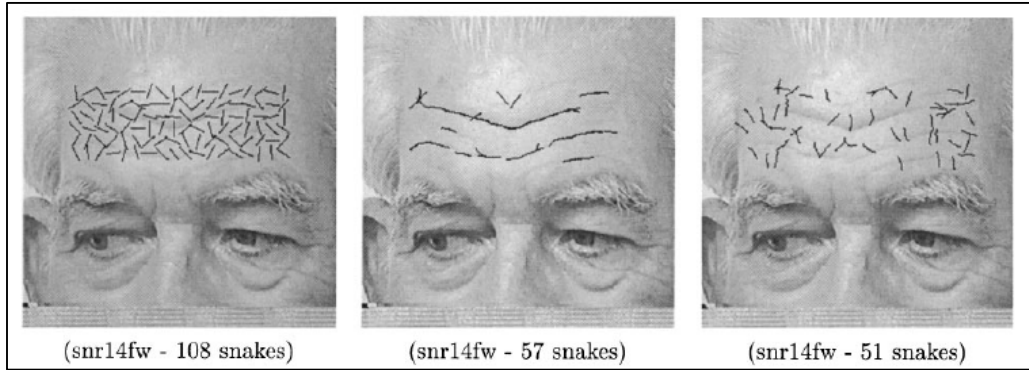 (snr14fw - 108 snakes)
(snr14fw - 57 snakes)
(snr14fw - 51 snakes)